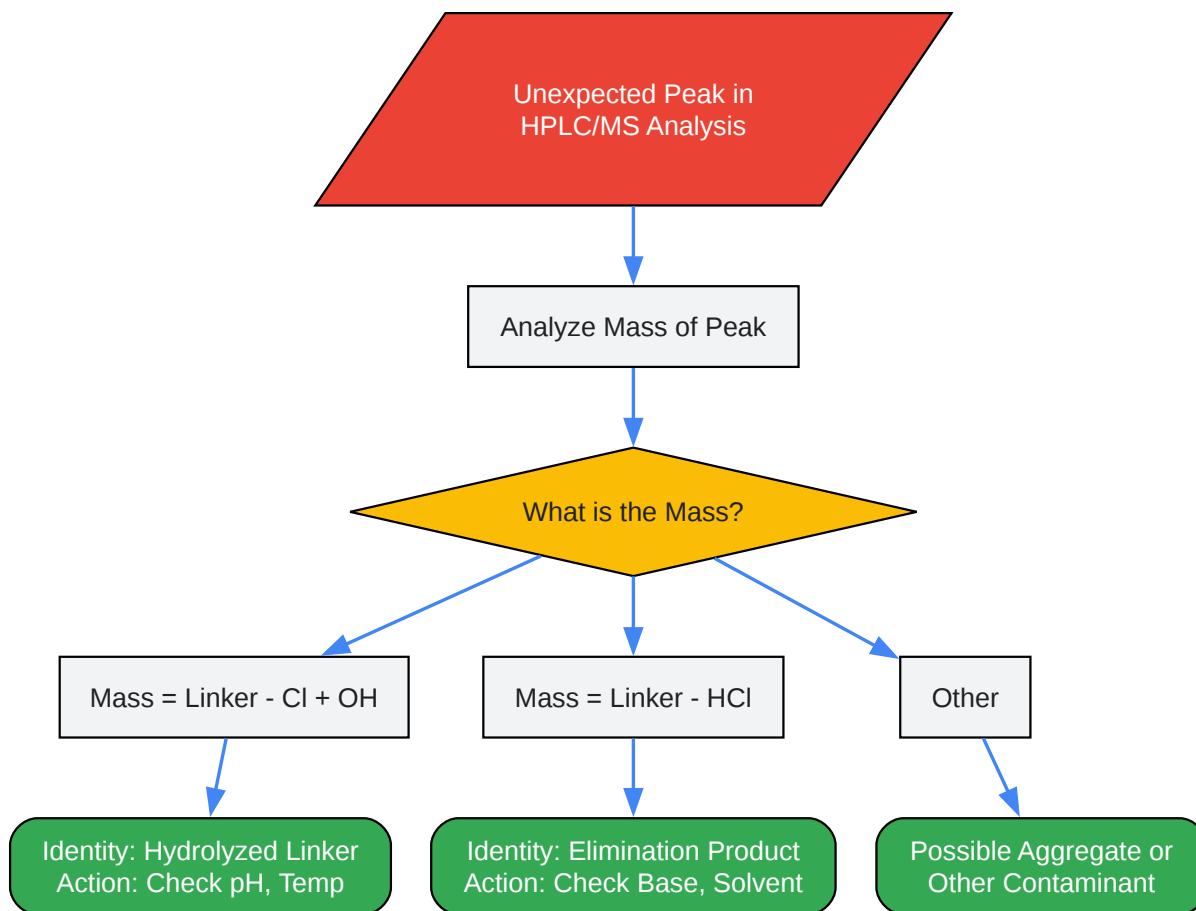 Unexpected Peak in
HPLC/MS Analysis
Analyze Mass of Peak
What is the Mass?
Mass = Linker - Cl + OH
Mass = Linker - HCl
Other
Identity: Hydrolyzed Linker
Action: Check pH, Temp
Identity: Elimination Product
Action: Check Base, Solvent
Possible Aggregate or
Other Contaminant